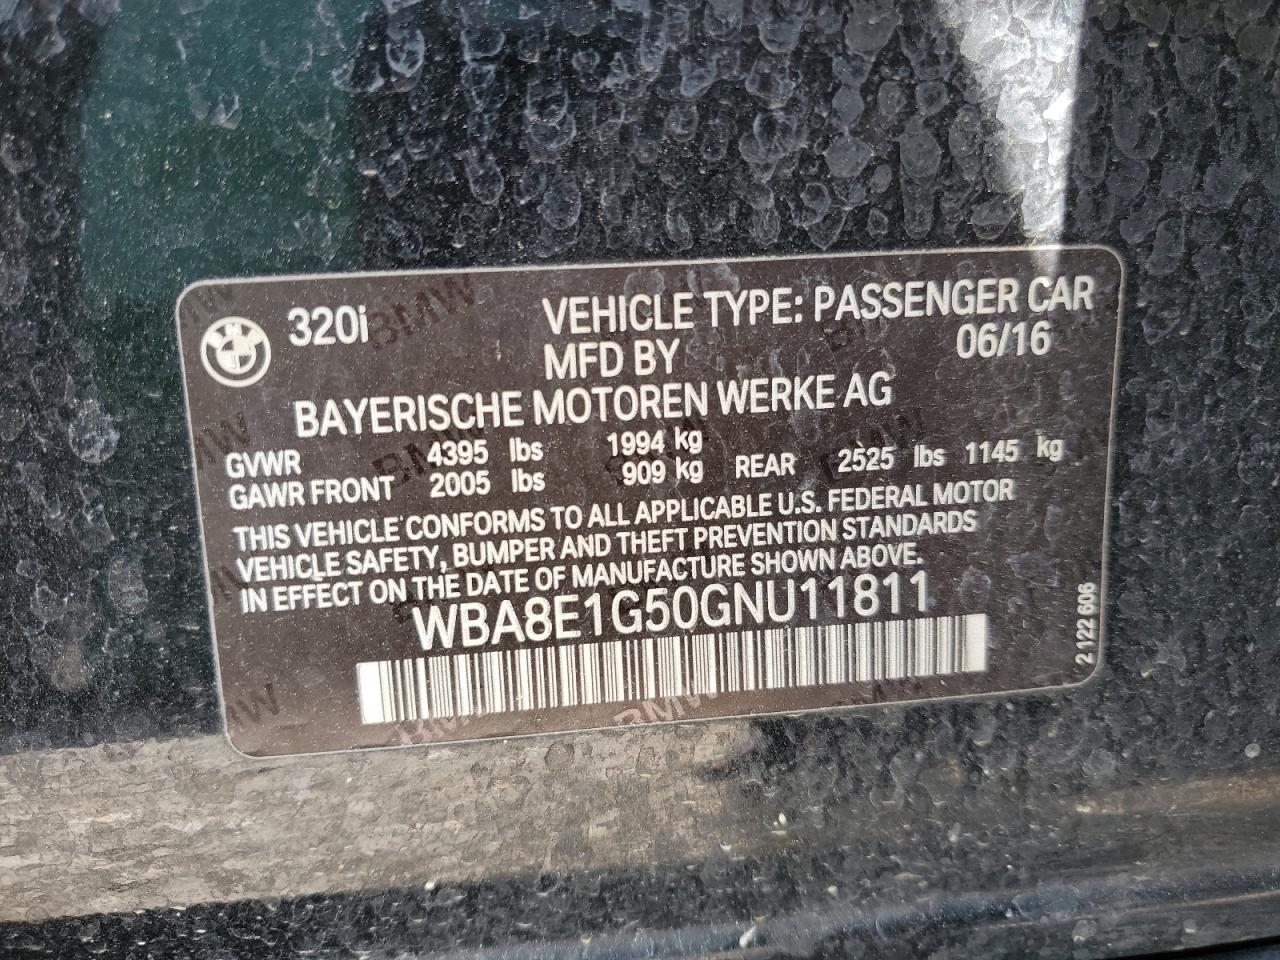 320i VEHICLE TYPE: PASSENGER CAR
MFD BY 06/16
BAYERISCHE MOTOREN WERKE AG
GVWR 4395 lbs 1994 kg
GAWR FRONT 2005 lbs 909 kg REAR 2525 lbs 1145 kg
THIS VEHICLE CONFORMS TO ALL APPLICABLE U.S. FEDERAL MOTOR
VEHICLE SAFETY, BUMPER AND THEFT PREVENTION STANDARDS
IN EFFECT ON THE DATE OF MANUFACTURE SHOWN ABOVE.
WBA8E1G50GNU11811
2 122 606